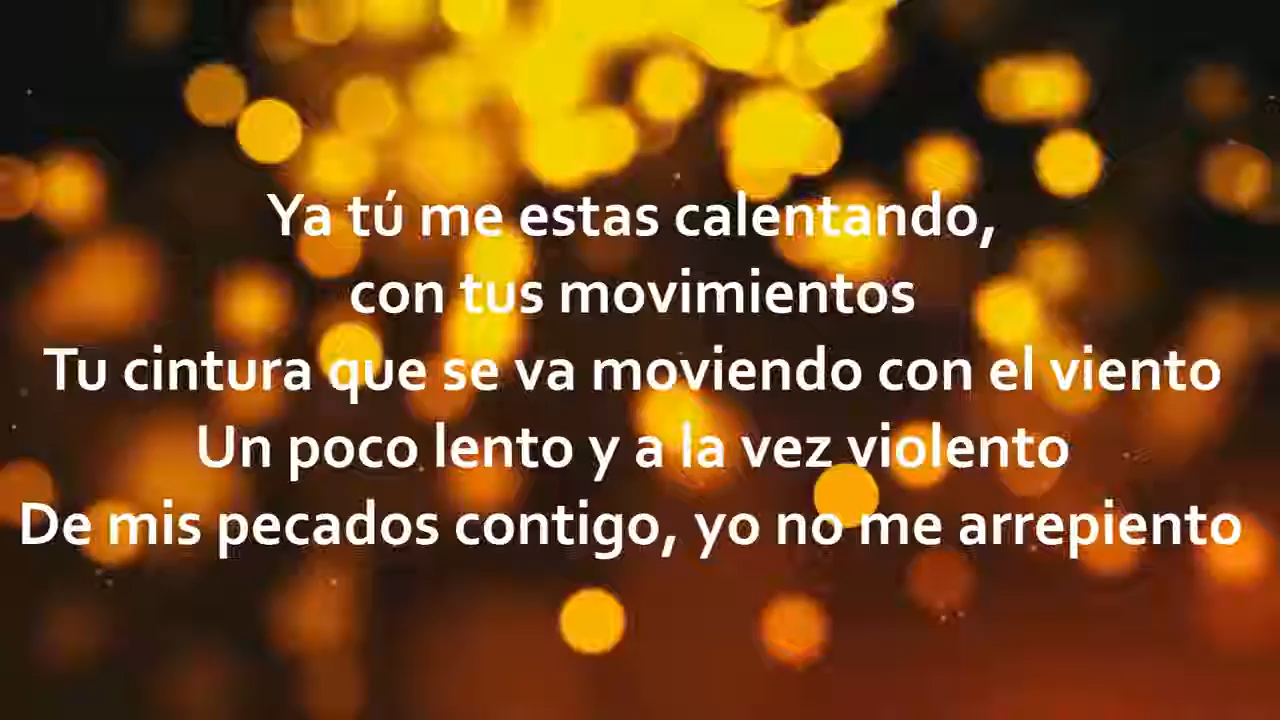 Ya tú me estas calentando,
con tus movimientos
Tu cintura que se va moviendo con el viento
Un poco lento y a la vez violento
De mis pecados contigo, yo no me arrepiento